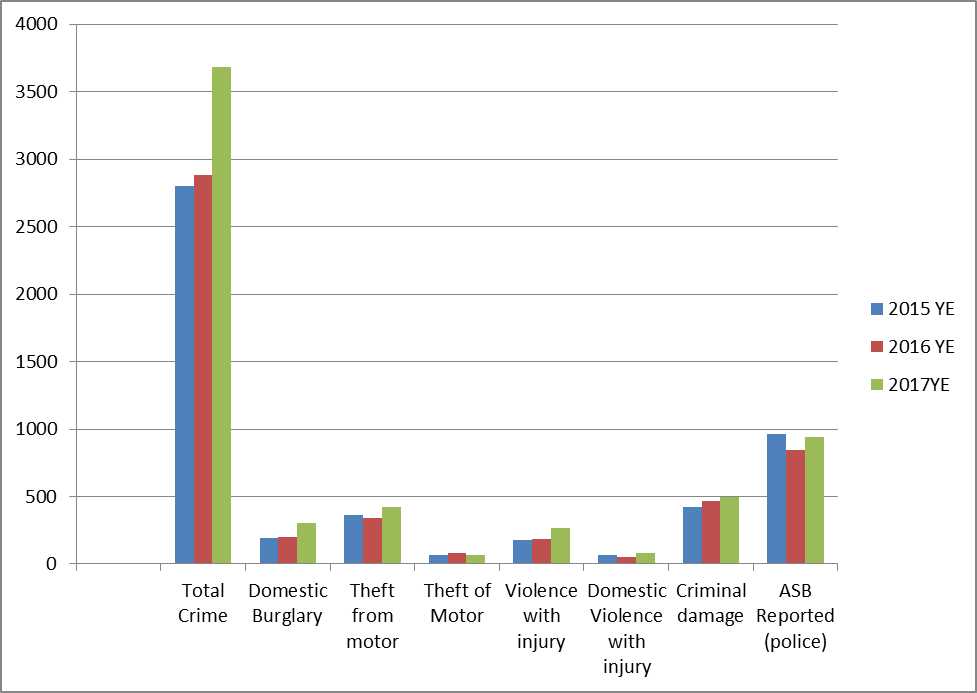 4000
3500
3000
2500
2000
1500
1000
500
0
Total
Crime
Domestic
Burglary
Theft
from
motor
Theft of
Motor
Violence
with
injury
Domestic
Violence
with
injury
Criminal
damage
ASB
Reported
(police)
2015 YE
2016 YE
2017YE